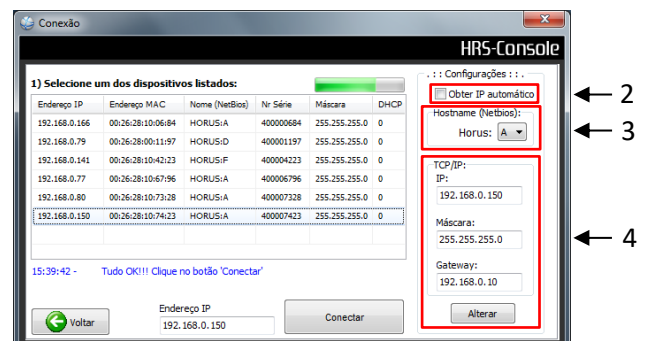 Conexão
HRS-Console
1) Selecione um dos dispositivos listados:
Endereço IP Endereço MAC Nome (NetBios) Nr Série Máscara DHCP
192.168.0.166 00:26:28:10:06:84 HORUS:A 400000684 255.255.255.0 0
192.168.0.79 00:26:28:00:11:97 HORUS:D 400001197 255.255.255.0 0
192.168.0.141 00:26:28:10:42:23 HORUS:F 400004223 255.255.255.0 0
192.168.0.77 00:26:28:10:67:96 HORUS:A 400006796 255.255.255.0 0
192.168.0.80 00:26:28:10:73:28 HORUS:A 400007328 255.255.255.0 0
192.168.0.150 00:26:28:10:74:23 HORUS:A 400007423 255.255.255.0 0
15:39:42 - Tudo OK!!! Clique no botão 'Conectar'
Voltar
Endereço IP
192.168.0.150
Conectar
. : : Configurações : : .
Obter IP automático
2
Hostname (Netbios):
Horus: A
3
TCP/IP:
IP:
192.168.0.150
Máscara:
255.255.255.0
4
Gateway:
192.168.0.10
Alterar